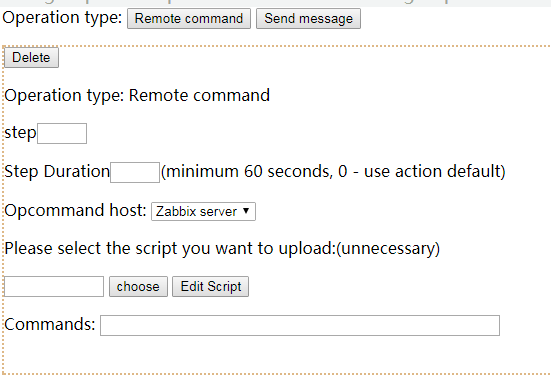 Operation type: Remote command Send message
Delete
Operation type: Remote command
step
Step Duration (minimum 60 seconds, 0 - use action default)
Opcommand host: Zabbix server
Please select the script you want to upload:(unnecessary)
choose Edit Script
Commands: